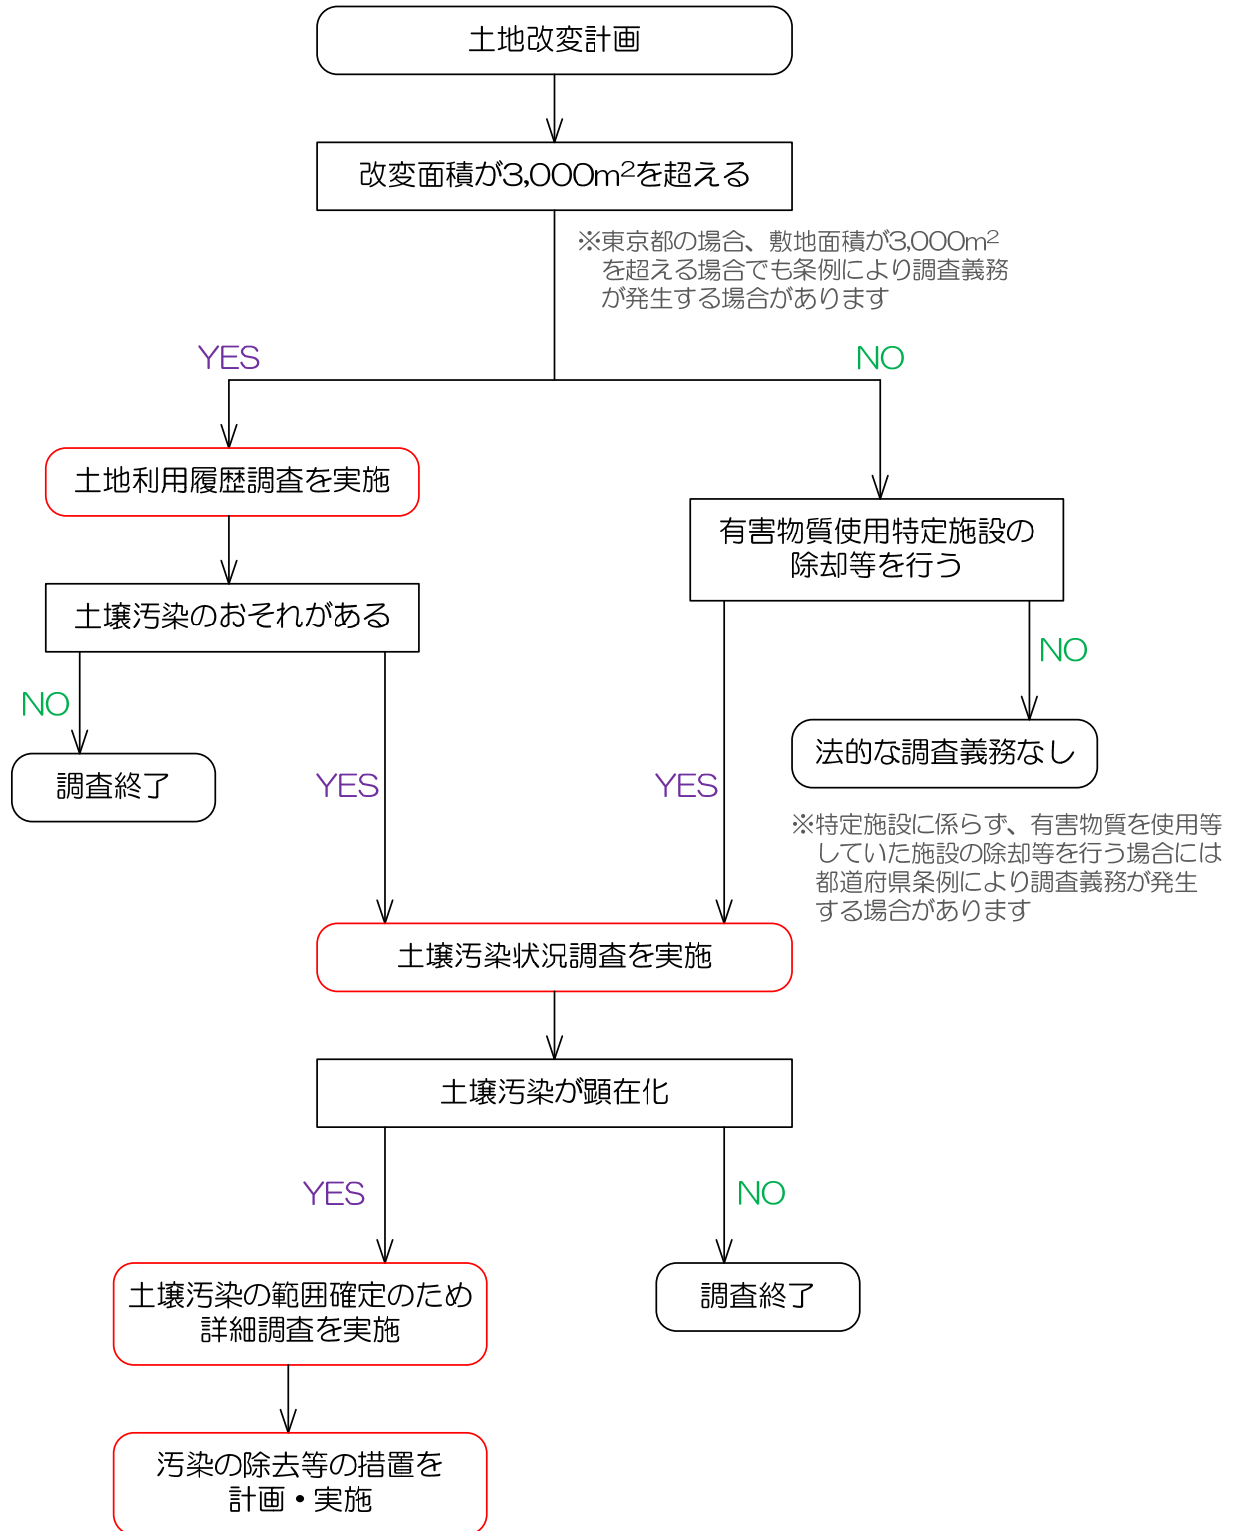 土地改変計画
改変面積が3,000m²を超える
※東京都の場合、敷地面積が3,000m²
を超える場合でも条例により調査義務
が発生する場合があります
YES
NO
土地利用履歴調査を実施
有害物質使用特定施設の
除却等を行う
土壌汚染のおそれがある
NO
NO
法的な調査義務なし
調査終了
YES
YES
※特定施設に係らず、有害物質を使用等
していた施設の除却等を行う場合には
都道府県条例により調査義務が発生
する場合があります
土壌汚染状況調査を実施
土壌汚染が顕在化
YES
NO
土壌汚染の範囲確定のため
詳細調査を実施
調査終了
汚染の除去等の措置を
計画・実施